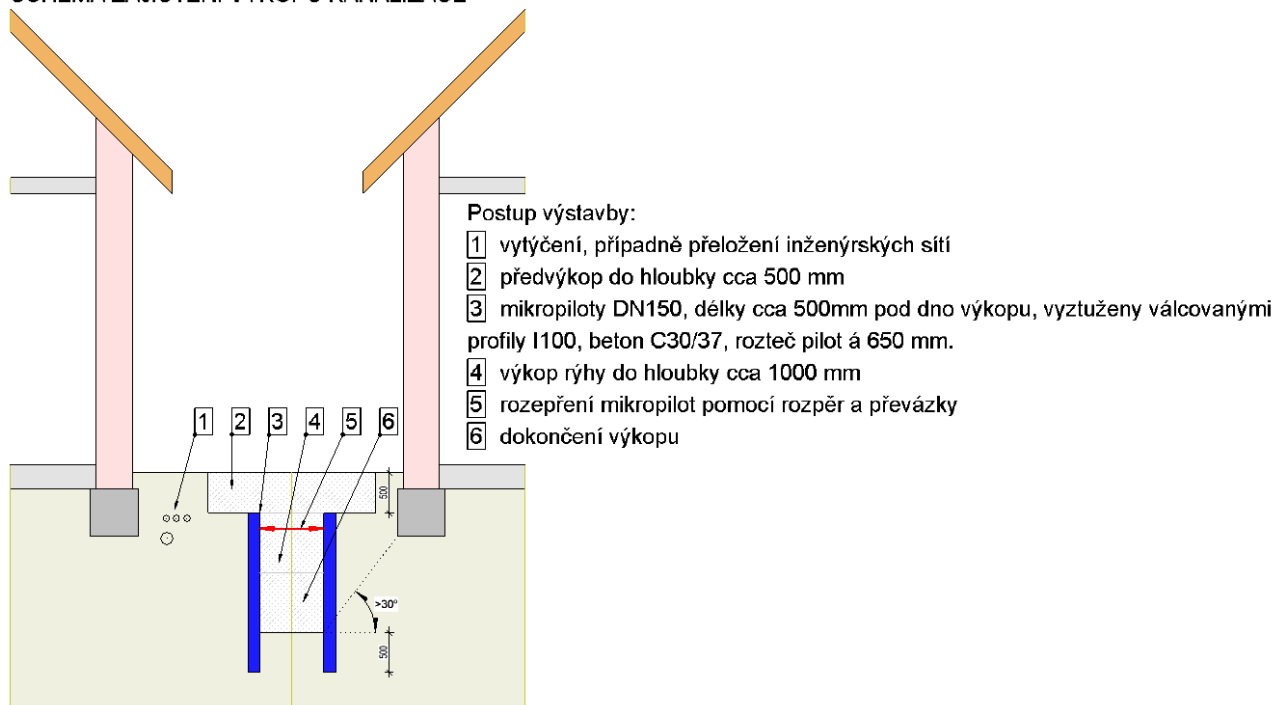 Postup výstavby:
1 vytýčení, případně přeložení inženýrských sítí
2 předvýkop do hloubky cca 500 mm
3 mikropiloty DN150, délky cca 500mm pod dno výkopu, vyztuženy válcovanými
profily I100, beton C30/37, rozteč pilot á 650 mm.
4 výkop rýhy do hloubky cca 1000 mm
5 rozepření mikropilot pomocí rozpěr a převázky
6 dokončení výkopu
1 2 3 4 5 6
500
>30°
500